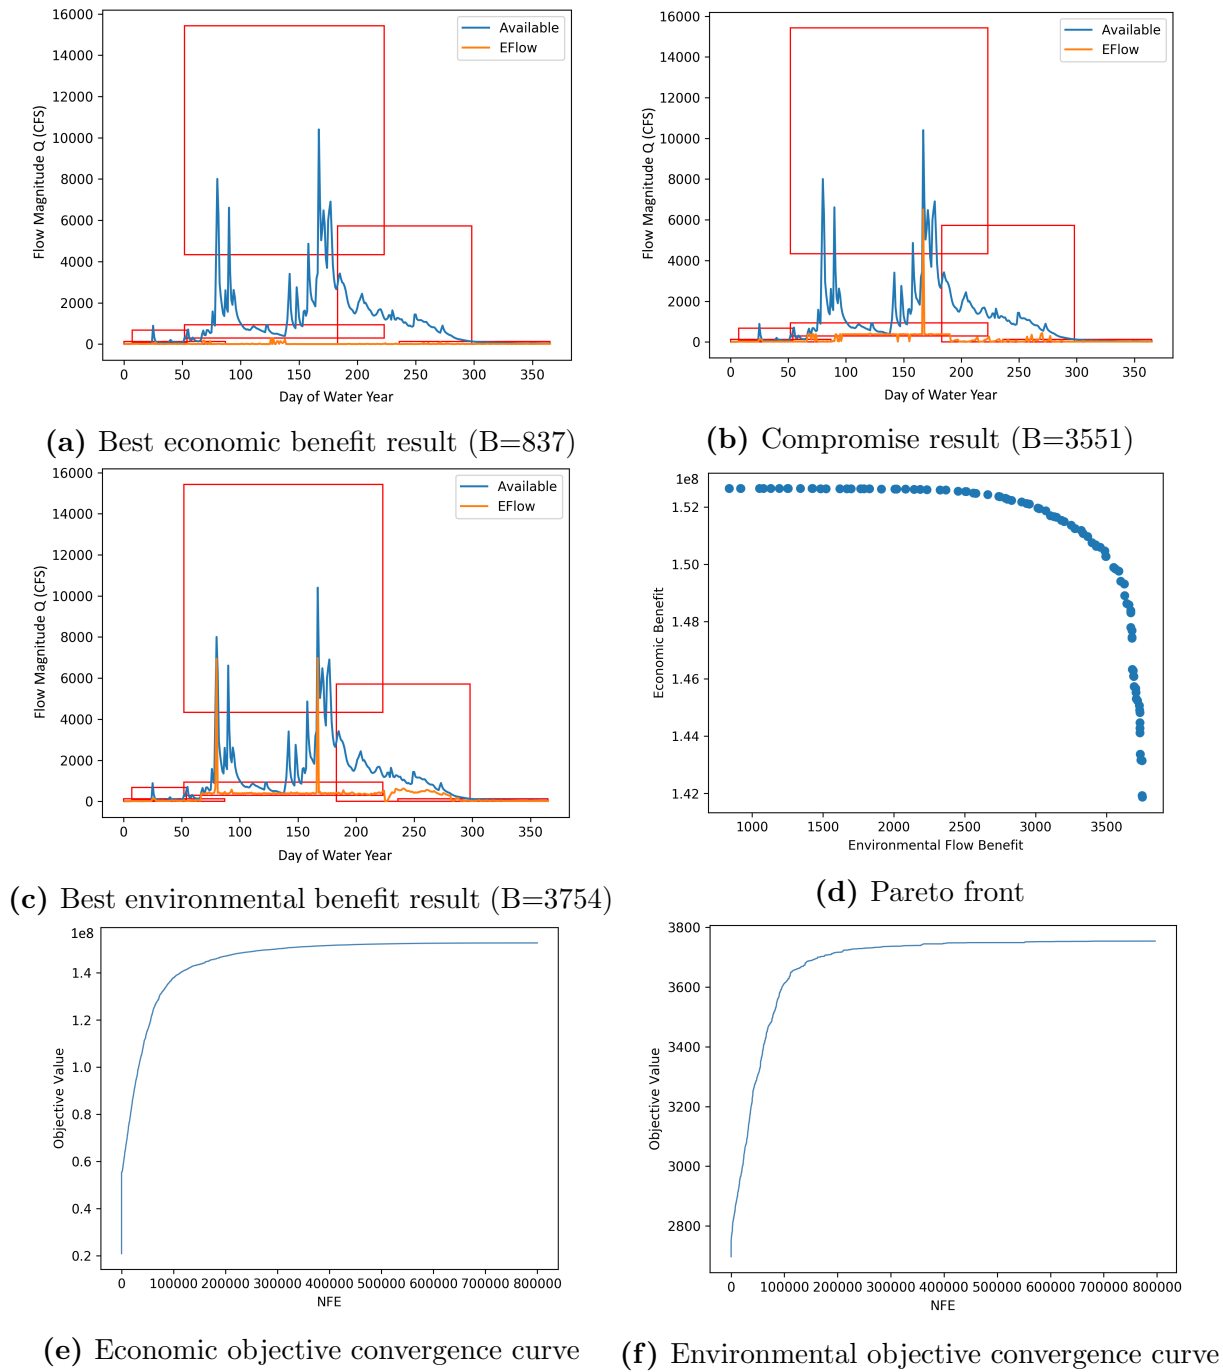 16000
14000
12000
10000
8000
6000
4000
2000
0
Flow Magnitude Q (CFS)
Available
EFlow
0 50 100 150 200 250 300 350
Day of Water Year
(a) Best economic benefit result (B=837)
16000
14000
12000
10000
8000
6000
4000
2000
0
Flow Magnitude Q (CFS)
Available
EFlow
0 50 100 150 200 250 300 350
Day of Water Year
(b) Compromise result (B=3551)
16000
14000
12000
10000
8000
6000
4000
2000
0
Flow Magnitude Q (CFS)
Available
EFlow
0 50 100 150 200 250 300 350
Day of Water Year
(c) Best environmental benefit result (B=3754)
1e8
1.52
1.50
1.48
1.46
1.44
1.42
Economic Benefit
1000 1500 2000 2500 3000 3500
Environmental Flow Benefit
(d) Pareto front
1e8
1.4
1.2
1.0
0.8
0.6
0.4
0.2
Objective Value
0 100000 200000 300000 400000 500000 600000 700000 800000
NFE
(e) Economic objective convergence curve
3800
3600
3400
3200
3000
2800
Objective Value
0 100000 200000 300000 400000 500000 600000 700000 800000
NFE
(f) Environmental objective convergence curve